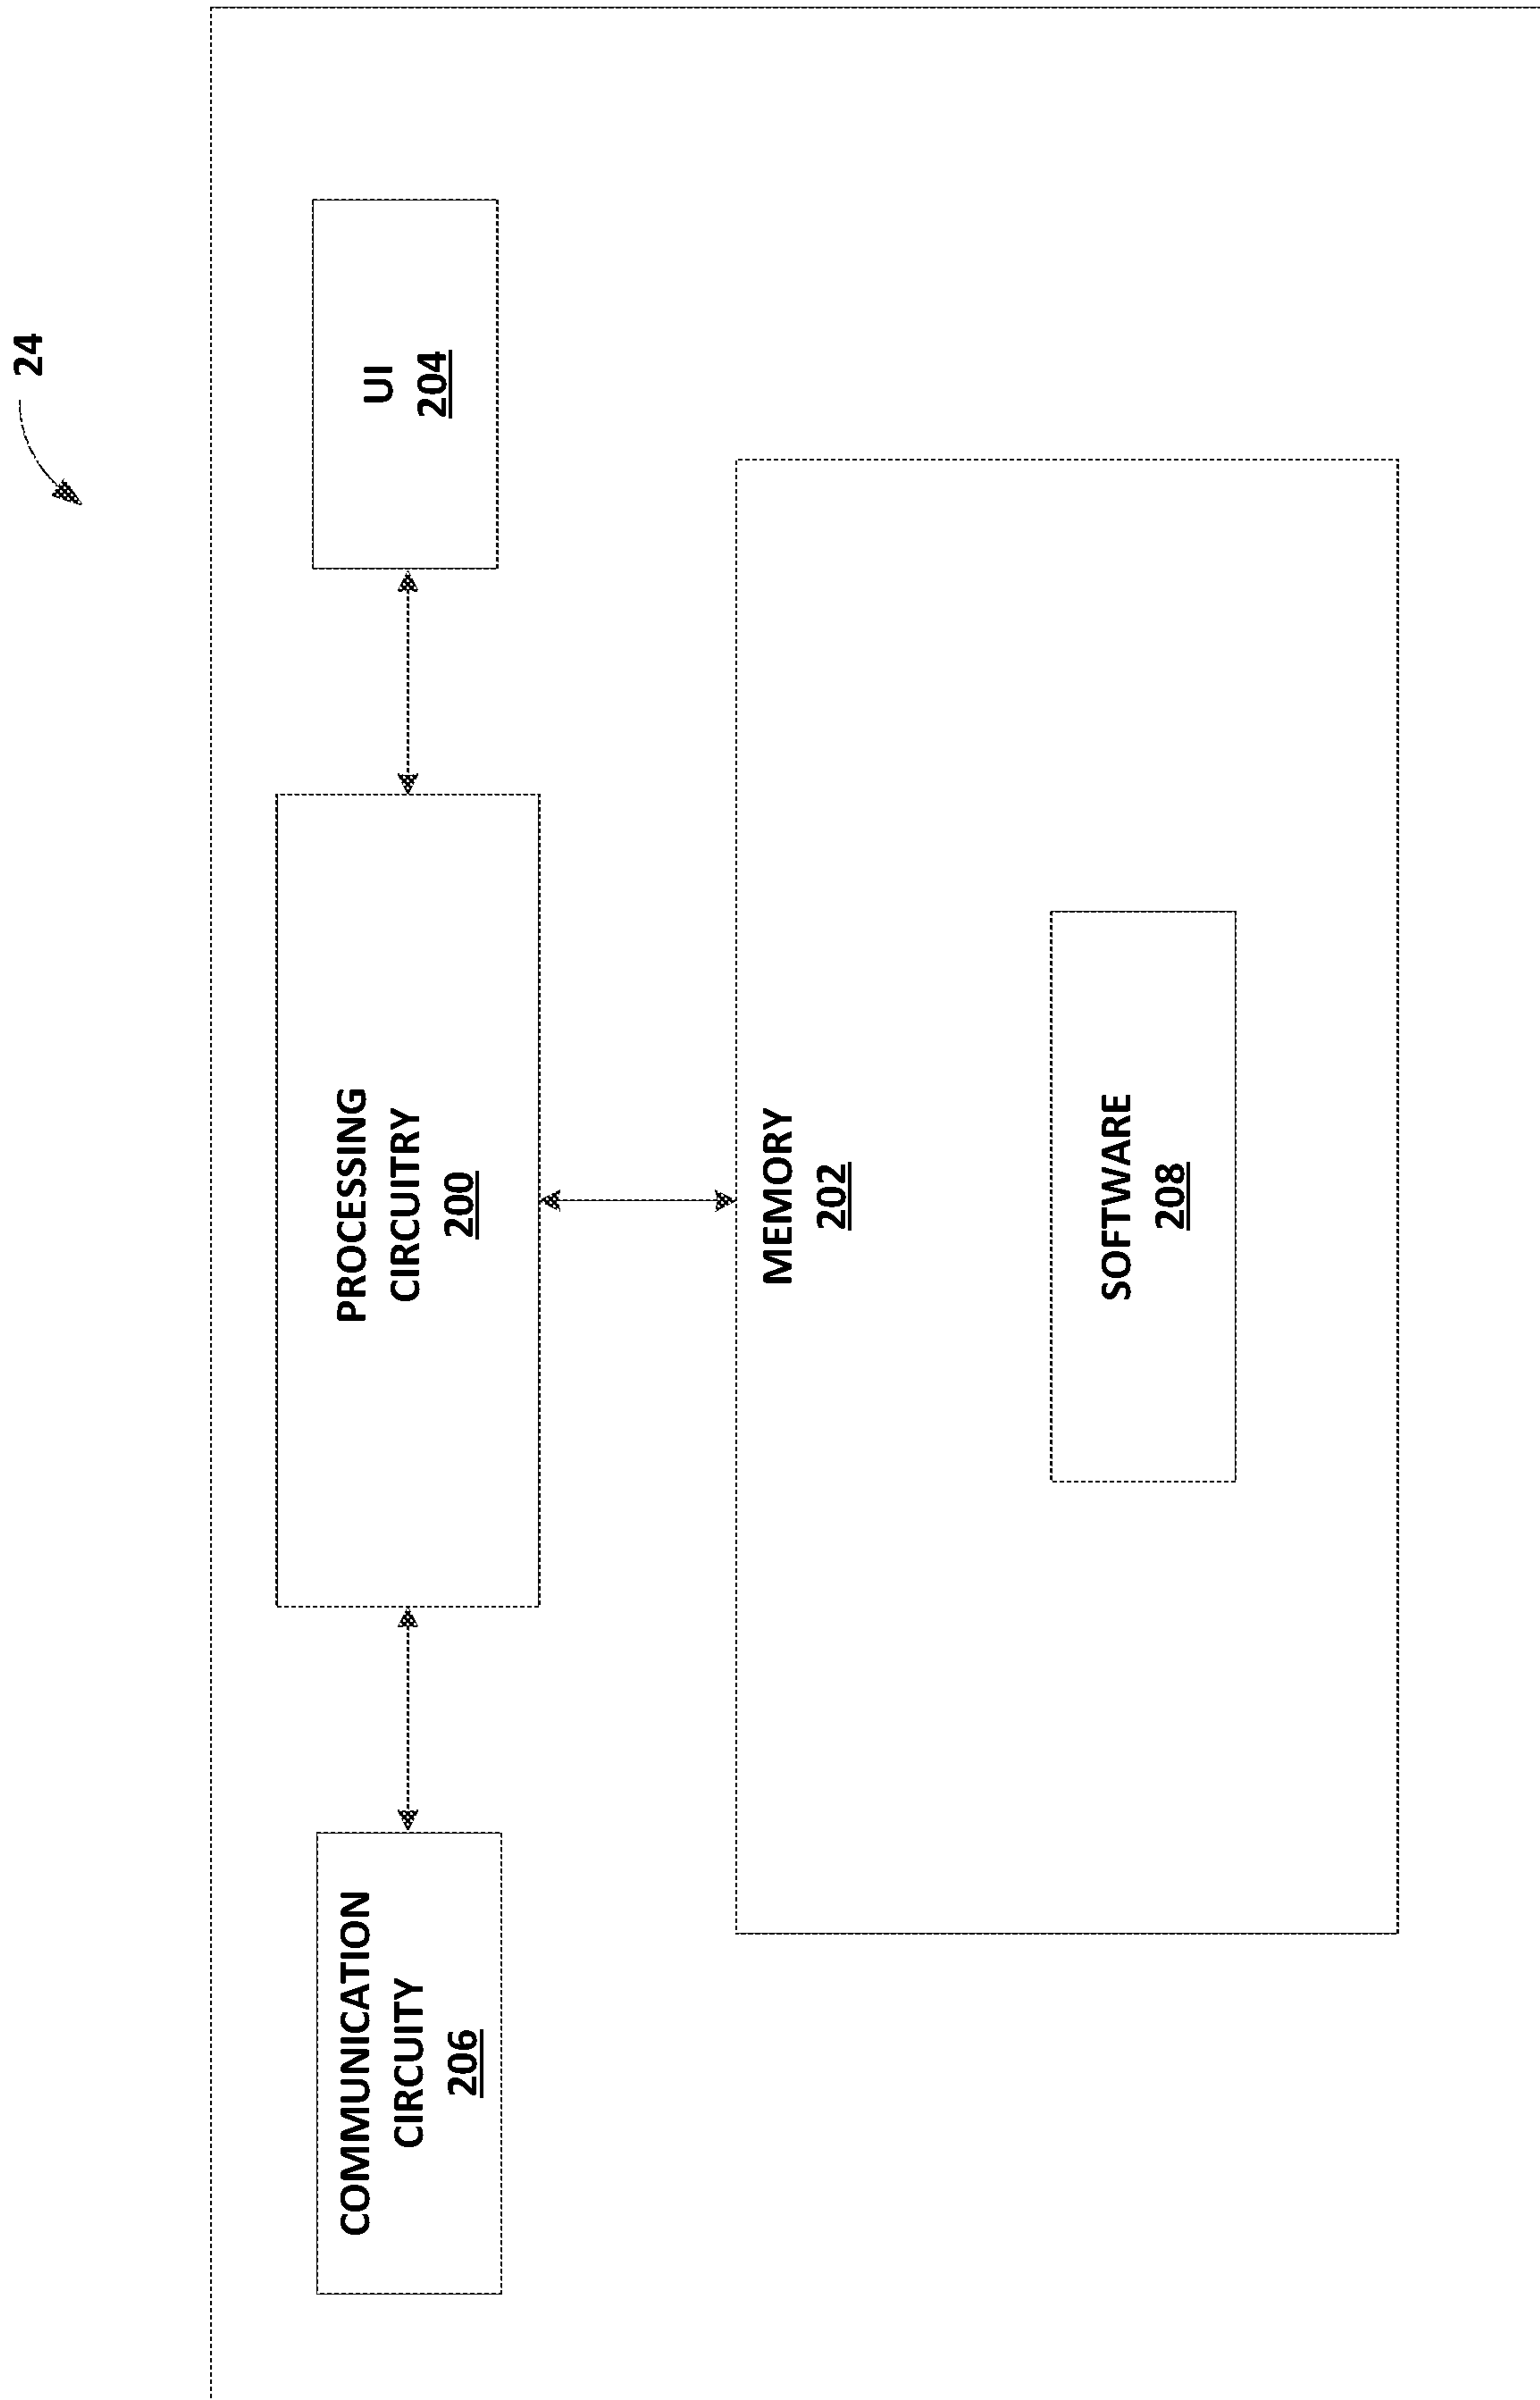 24
COMMUNICATION
CIRCUITY
206
PROCESSING
CIRCUITRY
200
UI
204
MEMORY
202
SOFTWARE
208